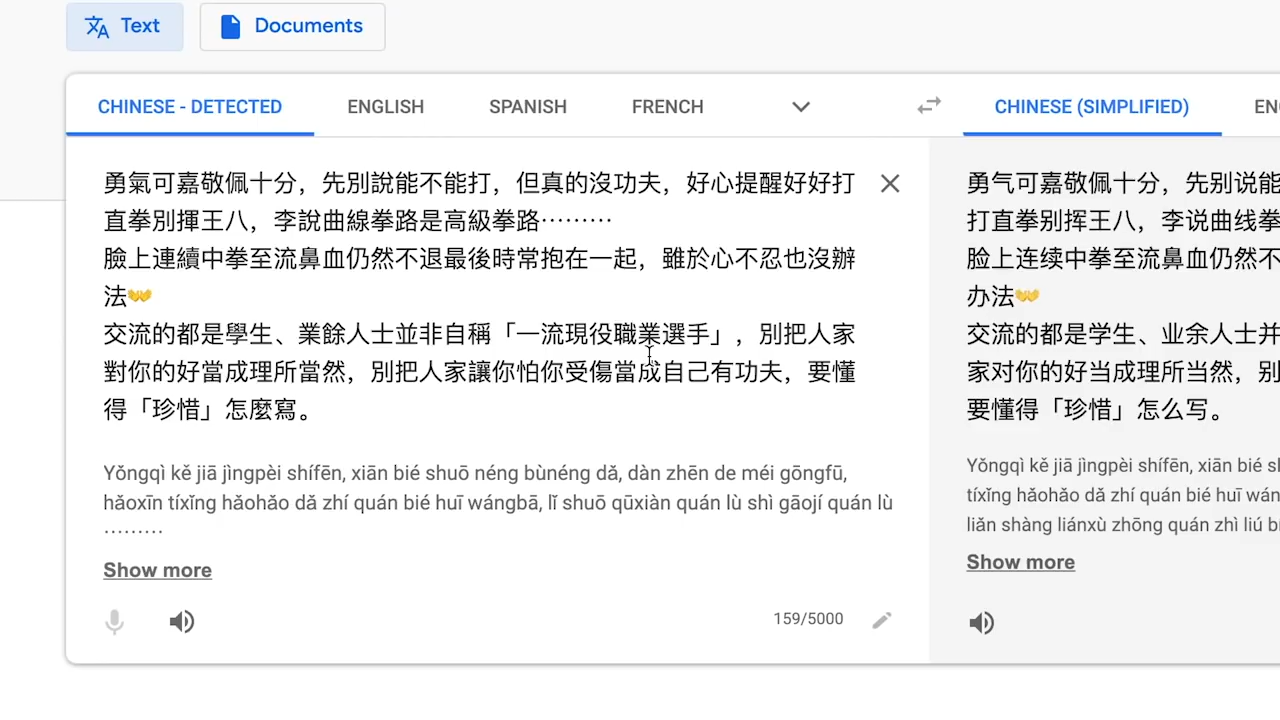 Text
Documents
CHINESE - DETECTED
ENGLISH
SPANISH
FRENCH
CHINESE (SIMPLIFIED)
勇氣可嘉敬佩十分，先別說能不能打，但真的沒功夫，好心提醒好好打
直拳別揮王八，李說曲線拳路是高級拳路⋯⋯⋯
臉上連續中拳至流鼻血仍然不退最後時常抱在一起，雖於心不忍也沒辦
法👐
交流的都是學生、業餘人士並非自稱「一流現役職業選手」，別把人家
對你的好當成理所當然，別把人家讓你怕你受傷當成自己有功夫，要懂
得「珍惜」怎麼寫。
Yǒngqì kě jiā jìngpèi shífēn, xiān bié shuō néng bùnéng dǎ, dàn zhēn de méi gōngfū,
hǎoxīn tíxǐng hǎohǎo dǎ zhí quán bié huī wángbā, lǐ shuō qūxiàn quán lù shì gāojí quán lù
⋯⋯⋯
Show more
159/5000
勇气可嘉敬佩十分，先别说能
打直拳别挥王八，李说曲线拳
脸上连续中拳至流鼻血仍然不
办法👐
交流的都是学生、业余人士并
家对你的好当成理所当然，别
要懂得「珍惜」怎么写。
Yǒngqì kě jiā jìngpèi shífēn, xiān bié
tíxǐng hǎohǎo dǎ zhí quán bié huī
liǎn shàng liánxù zhōng quán zhì liú
Show more